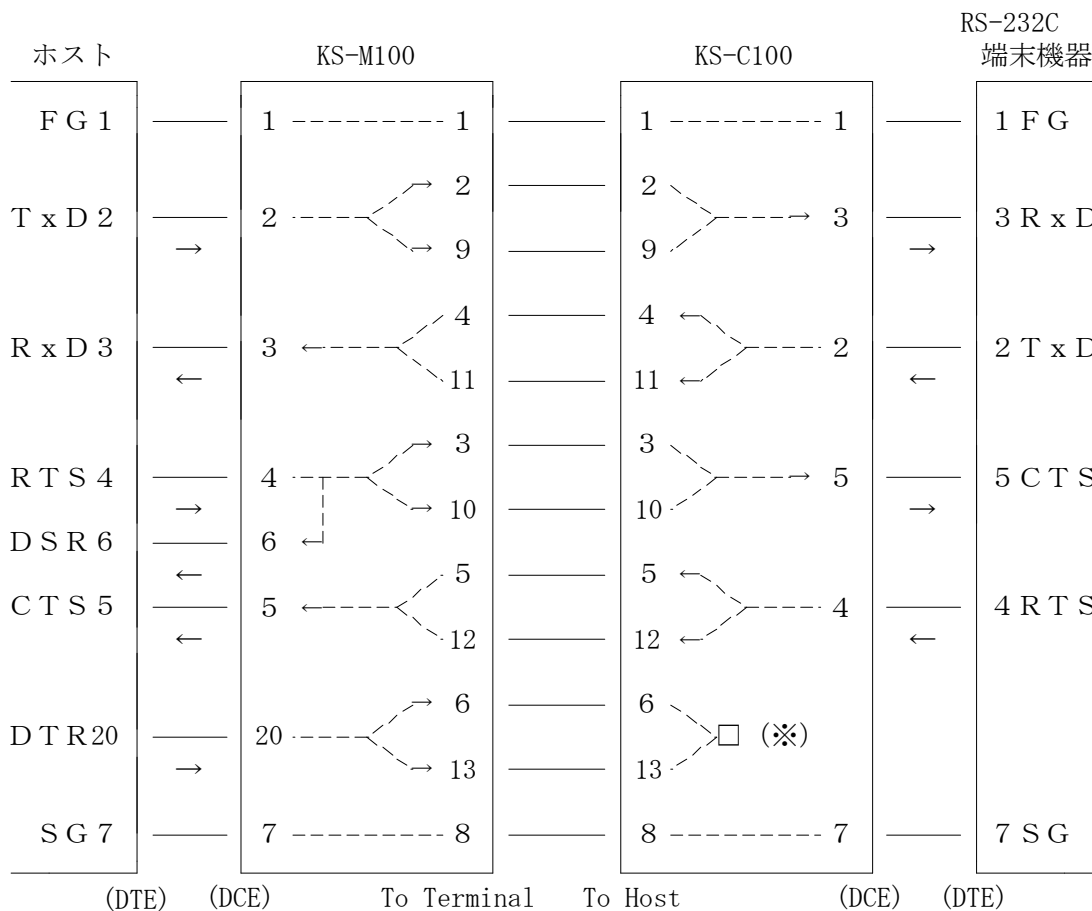 RS-232C
ホスト KS-M100 KS-C100 端末機器
ＦＧ１ １ １ １ １ １ＦＧ
→ ２ ２
ＴｘＤ２ ２ → ３ ３ＲｘＤ
→ → ９ ９ →
４ ４ ←
ＲｘＤ３ ３ ← ２ ２ＴｘＤ
← 11 11 ← ←
→ ３ ３
ＲＴＳ４ ４ → ５ ５ＣＴＳ
→ → 10 10 →
ＤＳＲ６ ６ ←
← ５ ５ ←
ＣＴＳ５ ５ ← ４ ４ＲＴＳ
← 12 12 ← ←
→ ６ ６
ＤＴＲ20 20 □ (※)
→ → 13 13
ＳＧ７ ７ ８ ８ ７ ７ＳＧ
(DTE) (DCE) To Terminal To Host (DCE) (DTE)